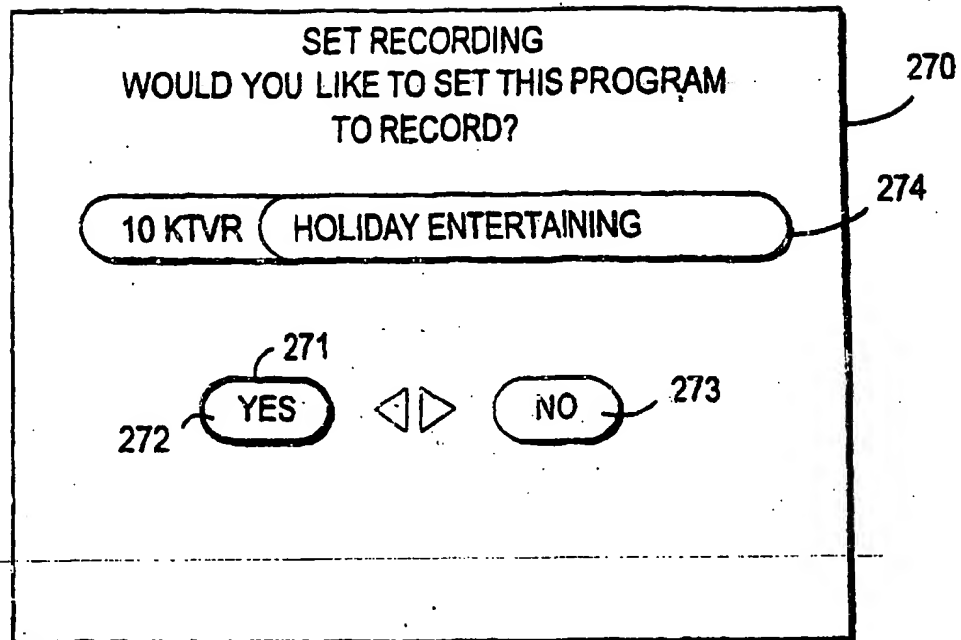 SET RECORDING
WOULD YOU LIKE TO SET THIS PROGRAM
TO RECORD?
270
274
10 KTVR HOLIDAY ENTERTAINING
271
YES NO
272
273